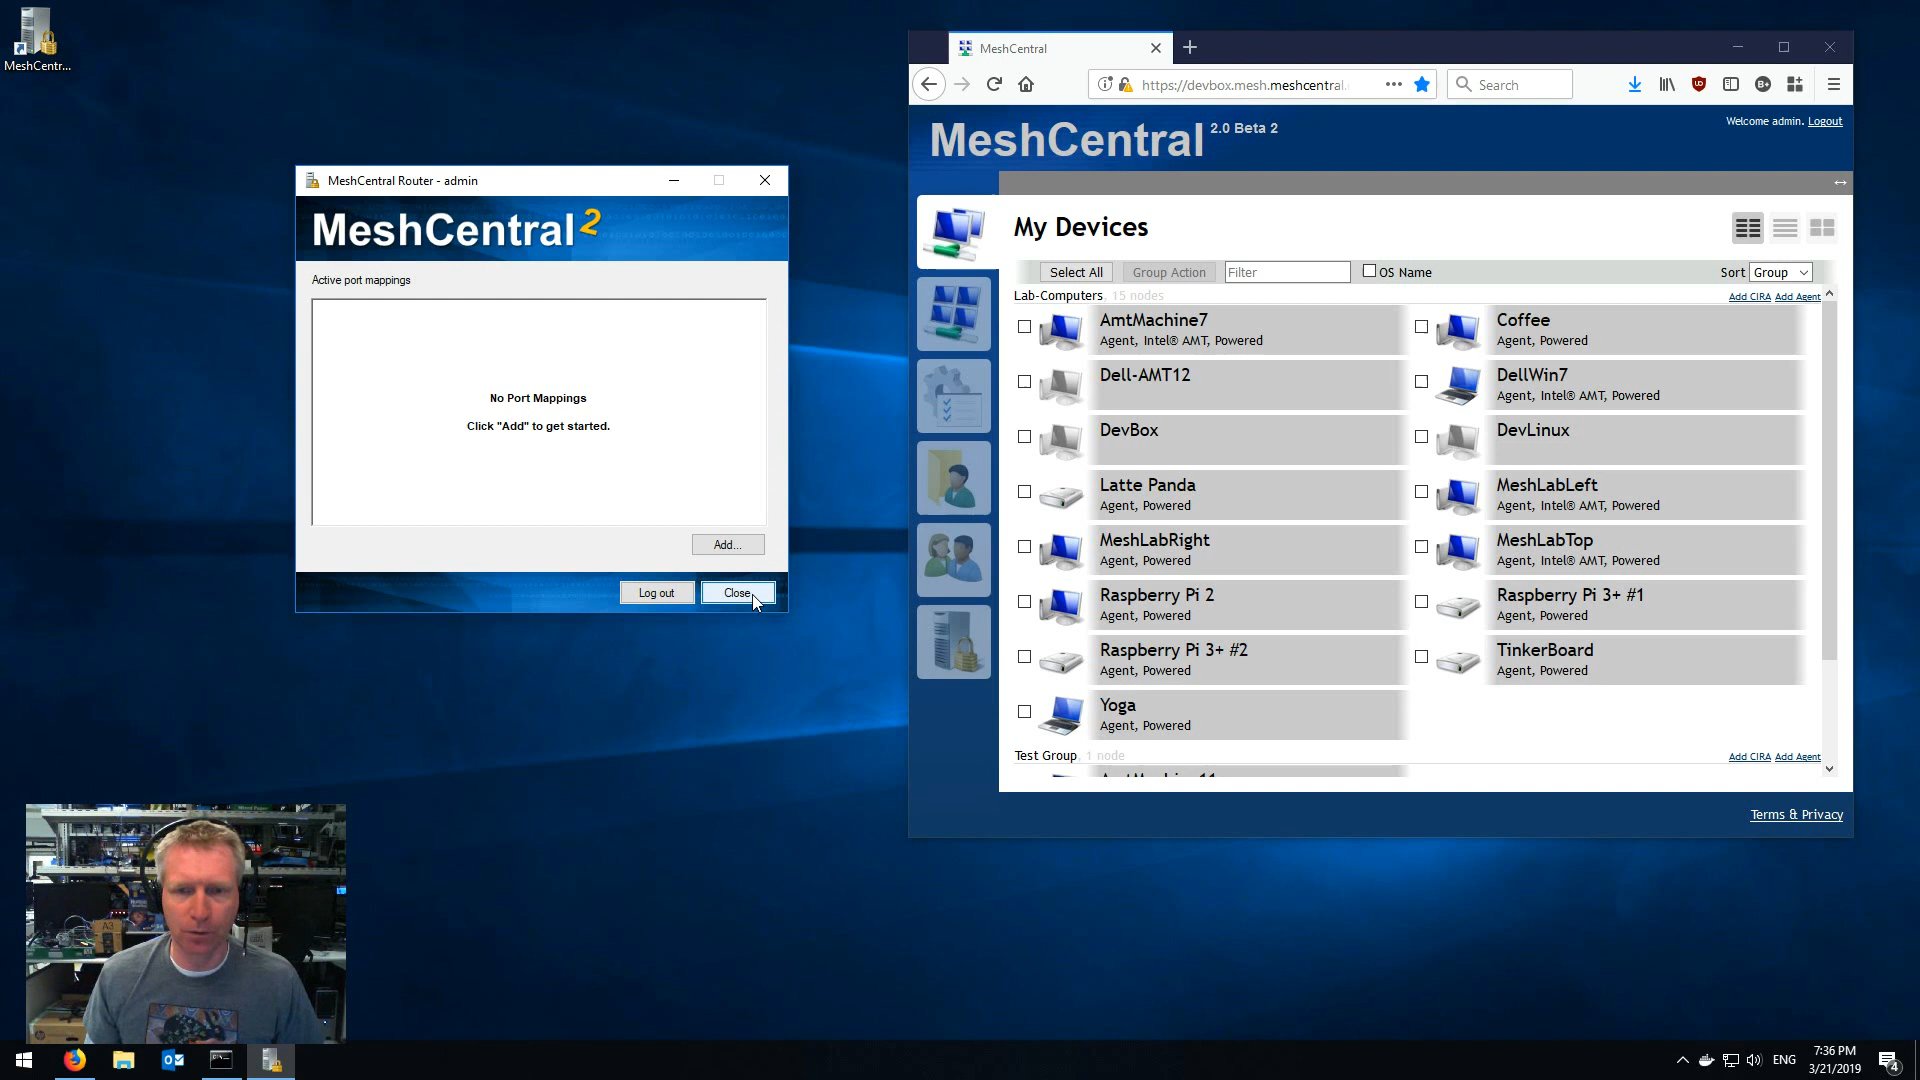 MeshCentr...
MeshCentral Router - admin
MeshCentral2
Active port mappings
No Port Mappings
Click "Add" to get started.
Add...
Log out
Close
MeshCentral
https://devbox.mesh.meshcentral.
Search
MeshCentral 2.0 Beta 2
Welcome admin. Logout
My Devices
Select All
Group Action
Filter
OS Name
Sort
Group
Lab-Computers, 15 nodes
Add CIRA Add Agent
AmtMachine7
Agent, Intel® AMT, Powered
Coffee
Agent, Powered
Dell-AMT12
DellWin7
Agent, Intel® AMT, Powered
DevBox
DevLinux
Latte Panda
Agent, Powered
MeshLabLeft
Agent, Intel® AMT, Powered
MeshLabRight
Agent, Powered
MeshLabTop
Agent, Intel® AMT, Powered
Raspberry Pi 2
Agent, Powered
Raspberry Pi 3+ #1
Agent, Powered
Raspberry Pi 3+ #2
Agent, Powered
TinkerBoard
Agent, Powered
Yoga
Agent, Powered
Test Group, 1 node
Add CIRA Add Agent
Terms & Privacy
ENG
7:36 PM
3/21/2019
4